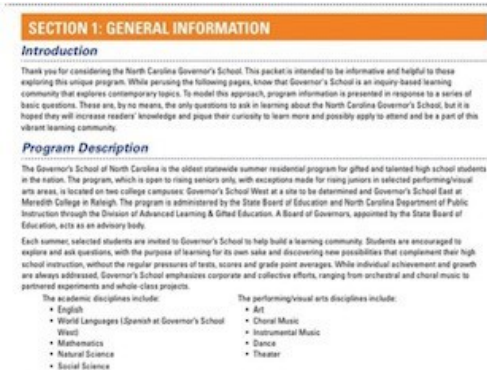 SECTION 1: GENERAL INFORMATION
Introduction
Thank you for considering the North Carolina Governor's School. This packet is intended to be informative and helpful to those
exploring this unique program. While perusing the following pages, know that Governor's School is an inquiry-based learning
community that explores contemporary topics. To model this approach, program information is presented in response to a series of
basic questions. These are, by no means, the only questions to ask in learning about the North Carolina Governor's School, but it is
hoped they will increase readers' knowledge and pique their curiosity to learn more and possibly apply to attend and be a part of this
vibrant learning community.
Program Description
The Governor's School of North Carolina is the oldest statewide summer residential program for gifted and talented high school students
in the nation. The program, which is open to rising seniors only, with exceptions made for rising juniors in selected performing/visual
arts areas, is located on two college campuses: Governor's School West at a site to be determined and Governor's School East at
Meredith College in Raleigh. The program is administered by the State Board of Education and North Carolina Department of Public
Instruction through the Division of Advanced Learning & Gifted Education. A Board of Governors, appointed by the State Board of
Education, acts as an advisory body.
Each summer, selected students are invited to Governor's School to help build a learning community. Students are encouraged to
explore and ask questions, with the purpose of learning for its own sake and discovering new possibilities that complement their high
school instruction, without the regular pressures of tests, scores and grade point averages. While individual achievement and growth
are always addressed, Governor's School emphasizes corporate and collective efforts, ranging from orchestral and choral music to
partnered experiments and whole-class projects.
The academic disciplines include:
• English
• World Languages (Spanish at Governor's School
West)
• Mathematics
• Natural Science
• Social Science
The performing/visual arts disciplines include:
• Art
• Choral Music
• Instrumental Music
• Dance
• Theater